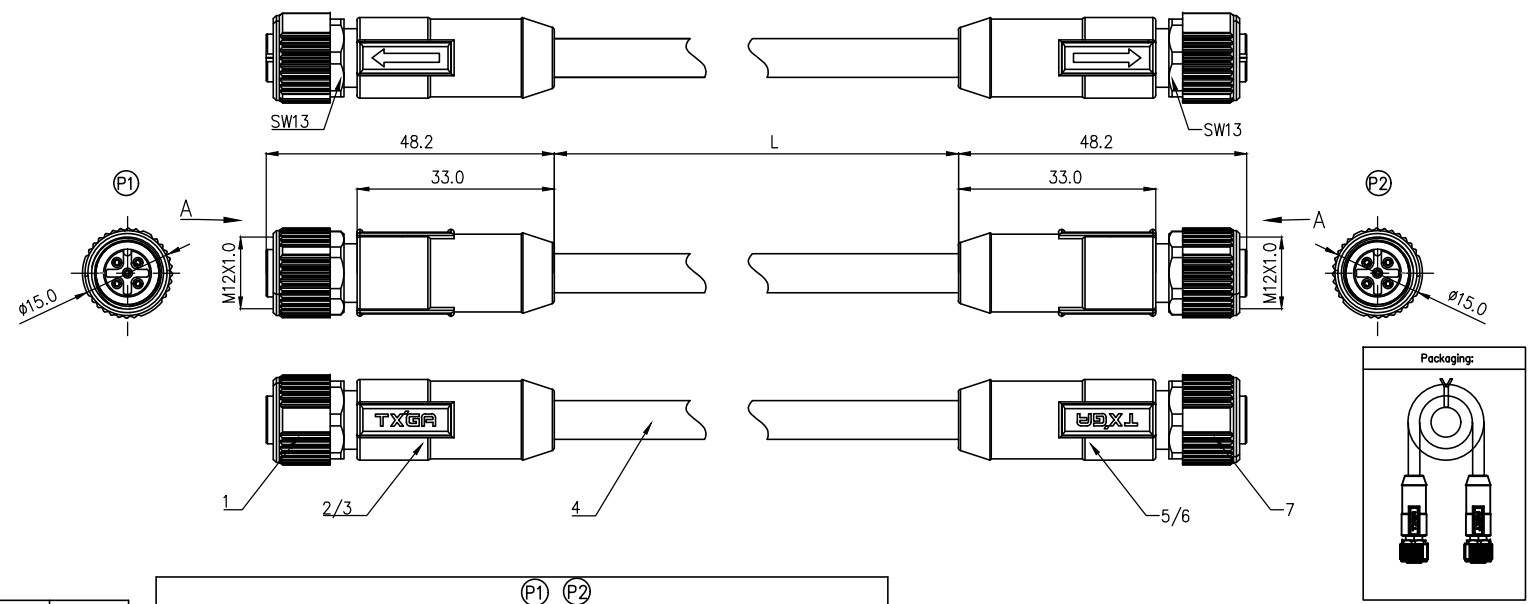 SW13
SW13
48.2
L
48.2
33.0
33.0
P1
P2
A
A
M12X1.0
M12X1.0
ø15.0
ø15.0
Packaging:
TXGA
TXGA
1
2/3
4
5/6
7
P1 P2